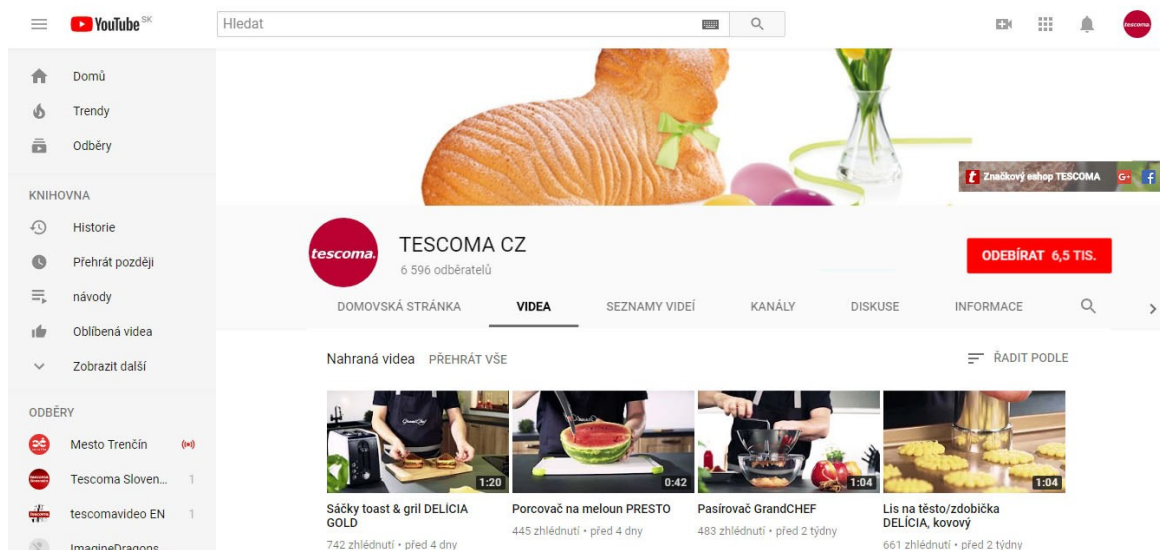 YouTube SK
Hledat
tescoma.
Domů
Trendy
Odběry
KNIHOVNA
Historie
Přehrát později
návody
Oblíbená videa
Zobrazit další
ODBĚRY
Mesto Trenčín
Tescoma Sloven... 1
tescomavideo EN 1
ImagineDragons
t Značkový eshop TESCOMA G+ f
tescoma.
TESCOMA CZ
6 596 odběratelů
ODEBÍRAT 6,5 TIS.
DOMOVSKÁ STRÁNKA VIDEA SEZNAMY VIDEÍ KANÁLY DISKUSE INFORMACE
Nahraná videa PŘEHRÁT VŠE ŘADIT PODLE
GrandCHEF
1:20 0:42 1:04 1:04
Sáčky toast & gril DELÍCIA
GOLD
742 zhlédnutí • před 4 dny
Porcovač na meloun PRESTO
445 zhlédnutí • před 4 dny
Pasírovač GrandCHEF
483 zhlédnutí • před 2 týdny
Lis na těsto/zdobička
DELÍCIA, kovový
661 zhlédnutí • před 2 týdny